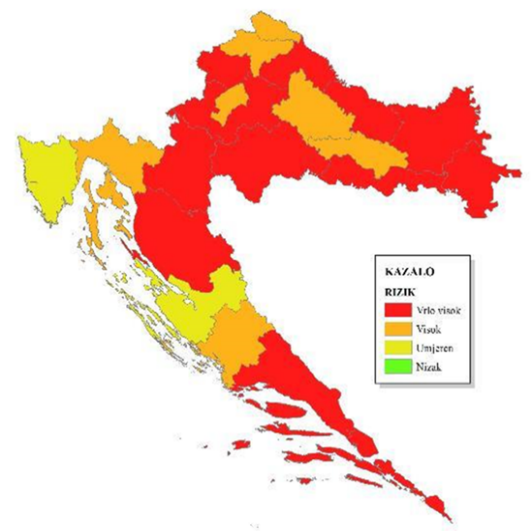 KAZALO
RIZIK
Vrlo visok
Visok
Umjeren
Nizak